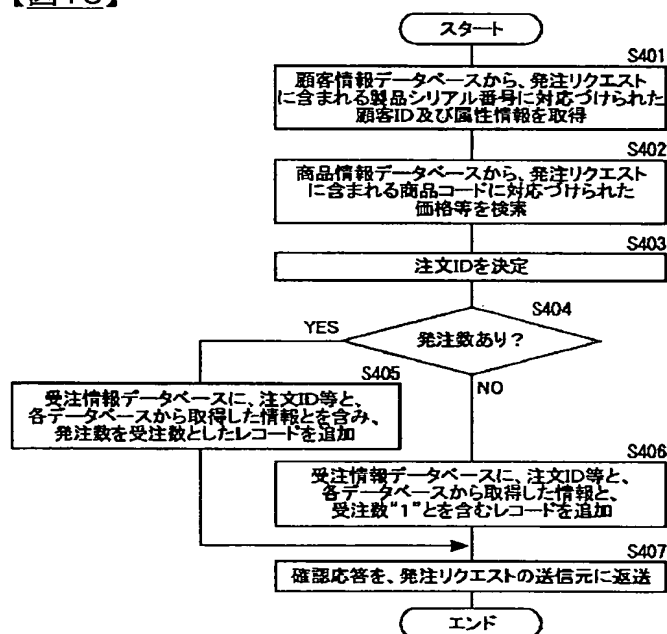 スタート
S401
顧客情報データベースから、発注リクエスト
に含まれる製品シリアル番号に対応づけられた
顧客ID及び属性情報を取得
S402
商品情報データベースから、発注リクエスト
に含まれる商品コードに対応づけられた
価格等を検索
S403
注文IDを決定
S404
発注数あり?
YES
NO
S405
受注情報データベースに、注文ID等と、
各データベースから取得した情報とを含み、
発注数を受注数としたレコードを追加
S406
受注情報データベースに、注文ID等と、
各データベースから取得した情報と、
受注数"1"とを含むレコードを追加
S407
確認応答を、発注リクエストの送信元に返送
エンド